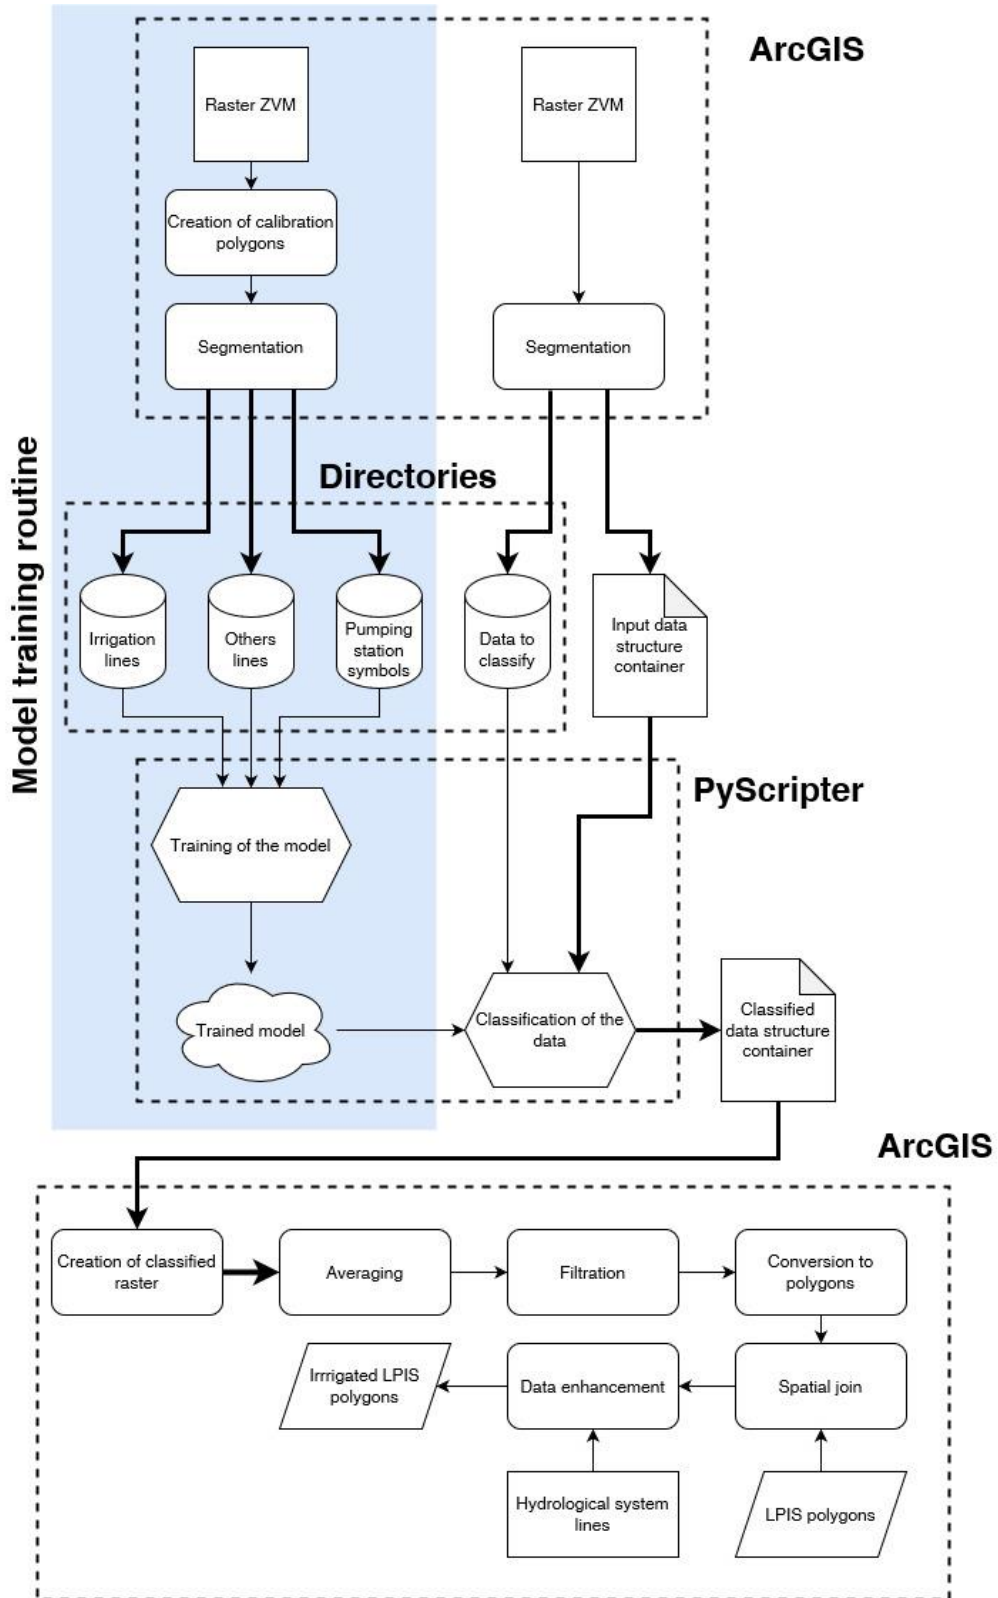 ArcGIS
Raster ZVM
Raster ZVM
Creation of calibration
polygons
Segmentation
Segmentation
Model training routine
Directories
Irrigation
lines
Others
lines
Pumping
station
symbols
Data to
classify
Input data
structure
container
PyScripter
Training of the model
Trained model
Classification of the
data
Classified
data structure
container
ArcGIS
Creation of classified
raster
Averaging
Filtration
Conversion to
polygons
Irrrigated LPIS
polygons
Data enhancement
Spatial join
Hydrological system
lines
LPIS polygons